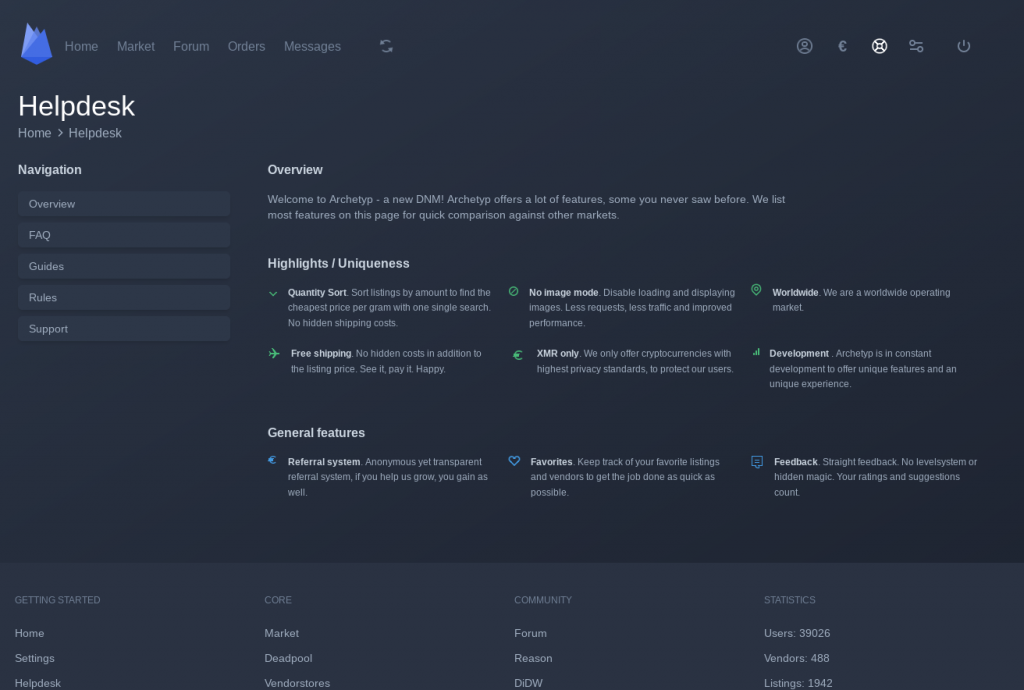 Home Market Forum Orders Messages
€
Helpdesk
Home > Helpdesk
Navigation
Overview
FAQ
Guides
Rules
Support
Overview
Welcome to Archetyp - a new DNM! Archetyp offers a lot of features, some you never saw before. We list
most features on this page for quick comparison against other markets.
Highlights / Uniqueness
Quantity Sort. Sort listings by amount to find the
cheapest price per gram with one single search.
No hidden shipping costs.
No image mode. Disable loading and displaying
images. Less requests, less traffic and improved
performance.
Worldwide. We are a worldwide operating
market.
Free shipping. No hidden costs in addition to
the listing price. See it, pay it. Happy.
XMR only. We only offer cryptocurrencies with
highest privacy standards, to protect our users.
Development . Archetyp is in constant
development to offer unique features and an
unique experience.
General features
Referral system. Anonymous yet transparent
referral system, if you help us grow, you gain as
well.
Favorites. Keep track of your favorite listings
and vendors to get the job done as quick as
possible.
Feedback. Straight feedback. No levelsystem or
hidden magic. Your ratings and suggestions
count.
GETTING STARTED
Home
Settings
Helpdesk
CORE
Market
Deadpool
Vendorstores
COMMUNITY
Forum
Reason
DiDW
STATISTICS
Users: 39026
Vendors: 488
Listings: 1942